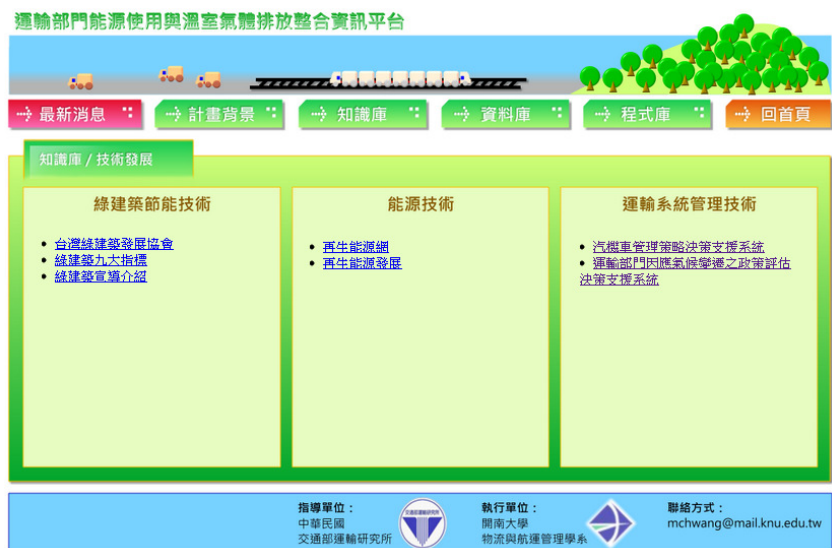 運輸部門能源使用與溫室氣體排放整合資訊平台
最新消息
計畫背景
知識庫
資料庫
程式庫
回首頁
知識庫 / 技術發展
綠建築節能技術
台灣綠建築發展協會
綠建築九大指標
綠建築宣導介紹
能源技術
再生能源網
再生能源發展
運輸系統管理技術
汽機車管理策略決策支援系統
運輸部門因應氣候變遷之政策評估
決策支援系統
指導單位：
中華民國
交通部運輸研究所
交通部運輸研究所
執行單位：
開南大學
物流與航運管理學系
聯絡方式：
mchwang@mail.knu.edu.tw